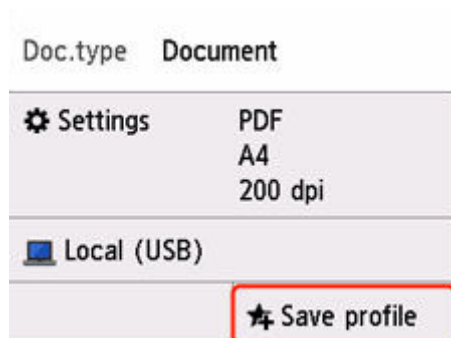 Doc.type Document
Settings PDF
A4
200 dpi
Local (USB)
Save profile